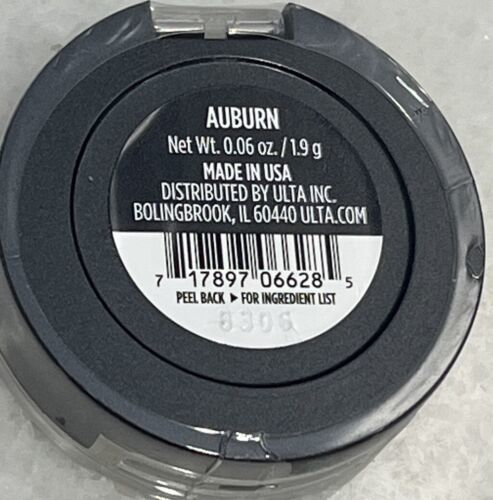 AUBURN
Net Wt. 0.06 oz. / 1.9 g
MADE IN USA
DISTRIBUTED BY ULTA INC.
BOLINGBROOK, IL 60440 ULTA.COM
7 17897 06628 5
PEEL BACK ▶ FOR INGREDIENT LIST